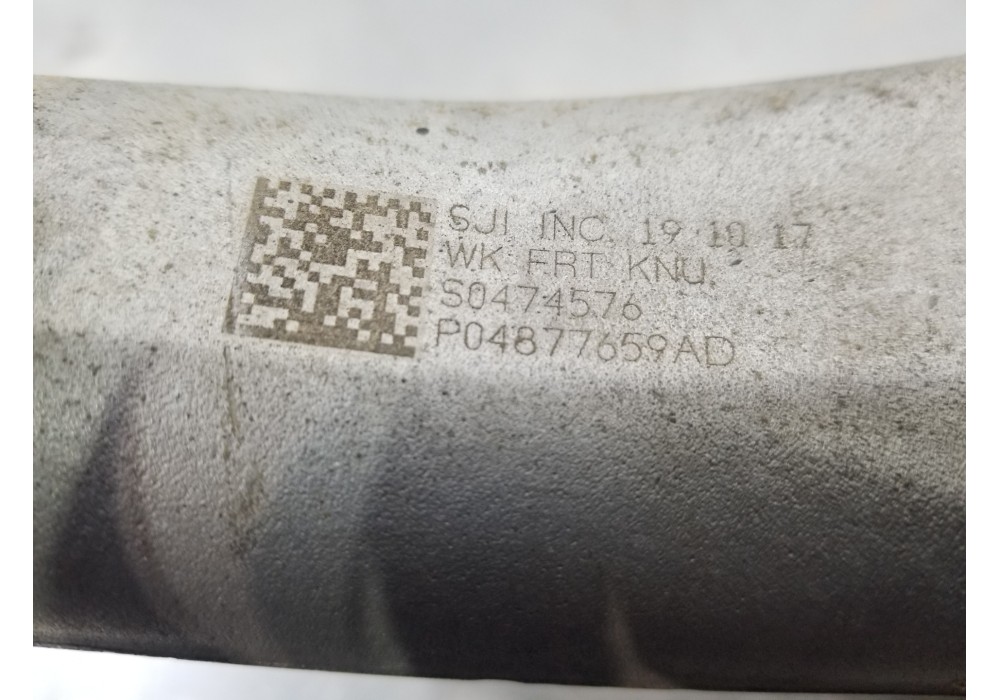 SJI INC. 19 10 17
WK FRT KNU.
S0474576
P04877659AD